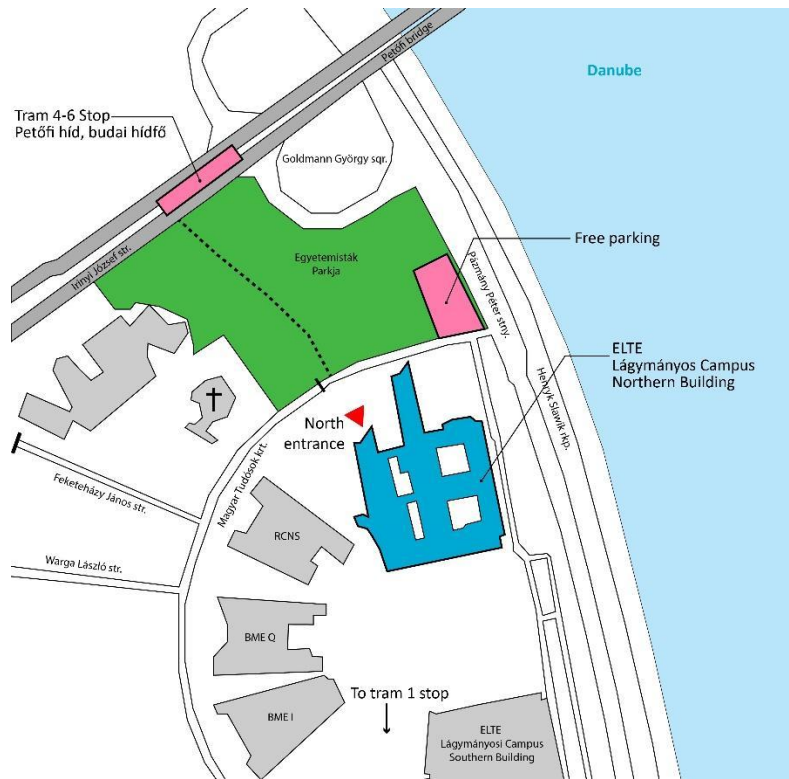 Petőfi bridge
Danube
Tram 4-6 Stop
Petőfi híd, budai hídfő
Goldmann György sqr.
Irinyi József str.
Egyetemisták
Parkja
Free parking
Pázmány Péter stny.
ELTE
Lágymányos Campus
Northern Building
Henryk Slawik rkp.
North
entrance
Magyar Tudósok krt.
Feketeházy János str.
RCNS
Warga László str.
BME Q
To tram 1 stop
BME I
ELTE
Lágymányosi Campus
Southern Building